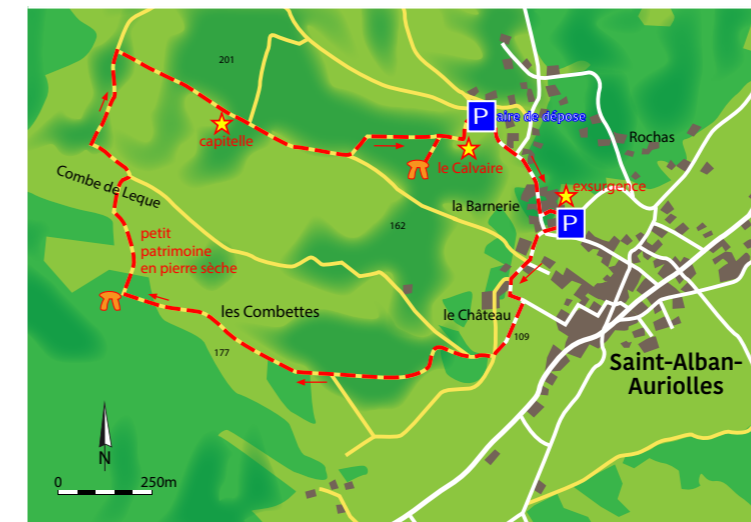 201
capitelle
P
aire de dépose
le Calvaire
Rochas
exsurgence
la Barnerie
P
Combe de Leque
162
petit
patrimoine
en pierre sèche
les Combettes
le Château
109
177
Saint-Alban-
Auriolles
N
0 250m